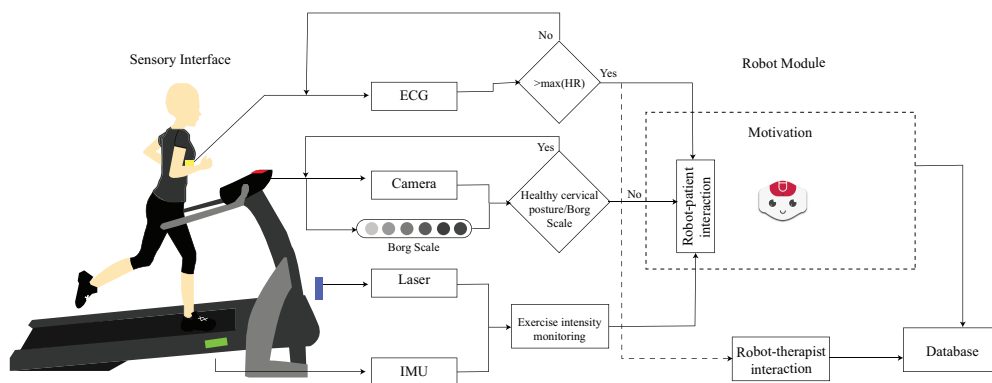 Sensory Interface
No
ECG
>max(HR)
Yes
Robot Module
Motivation
Yes
Camera
Healthy cervical
posture/Borg
Scale
No
Robot-patient
interaction
Borg Scale
Laser
Exercise intensity
monitoring
IMU
Robot-therapist
interaction
Database